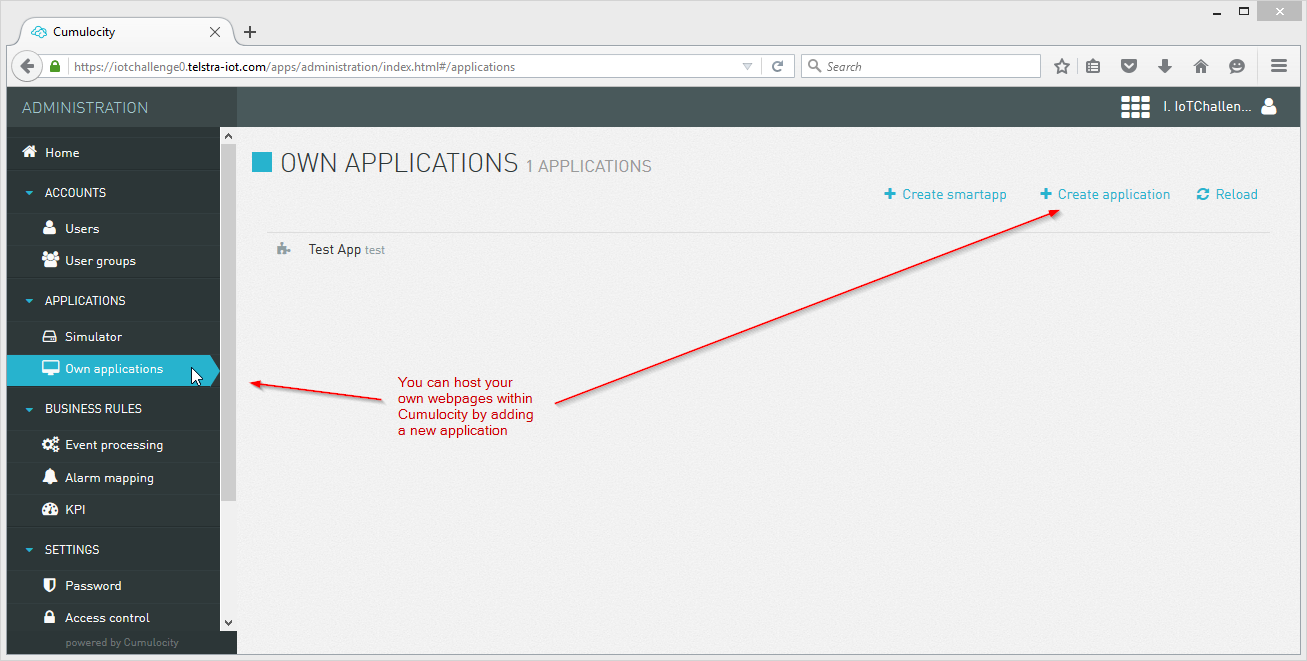 Cumulocity
https://iotchallenge0.telstra-iot.com/apps/administration/index.html#/applications
Search
ADMINISTRATION
I. IoTChallen...
Home
ACCOUNTS
Users
User groups
APPLICATIONS
Simulator
Own applications
BUSINESS RULES
Event processing
Alarm mapping
KPI
SETTINGS
Password
Access control
powered by Cumulocity
OWN APPLICATIONS 1 APPLICATIONS
Create smartapp
Create application
Reload
Test App test
You can host your
own webpages within
Cumulocity by adding
a new application